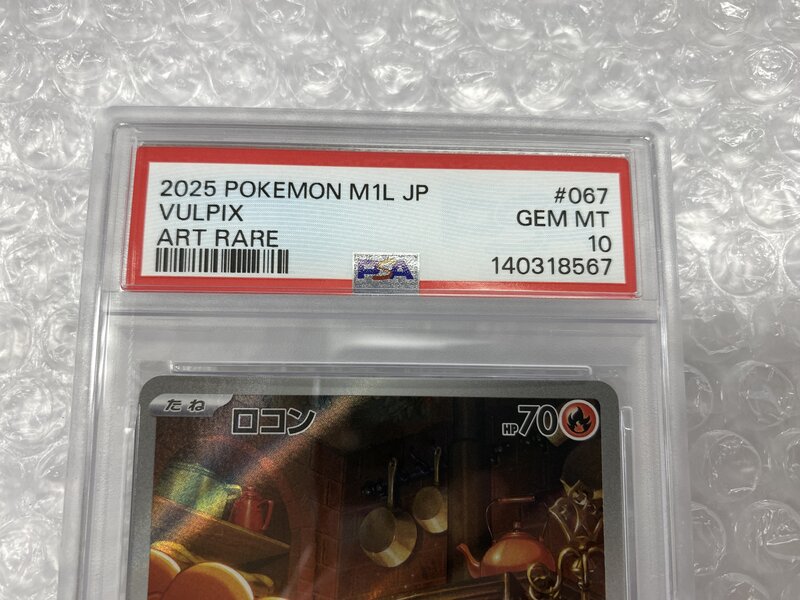 2025 POKEMON M1L JP #067
VULPIX GEM MT
ART RARE 10
140318567
PSA
たね ロコン HP70